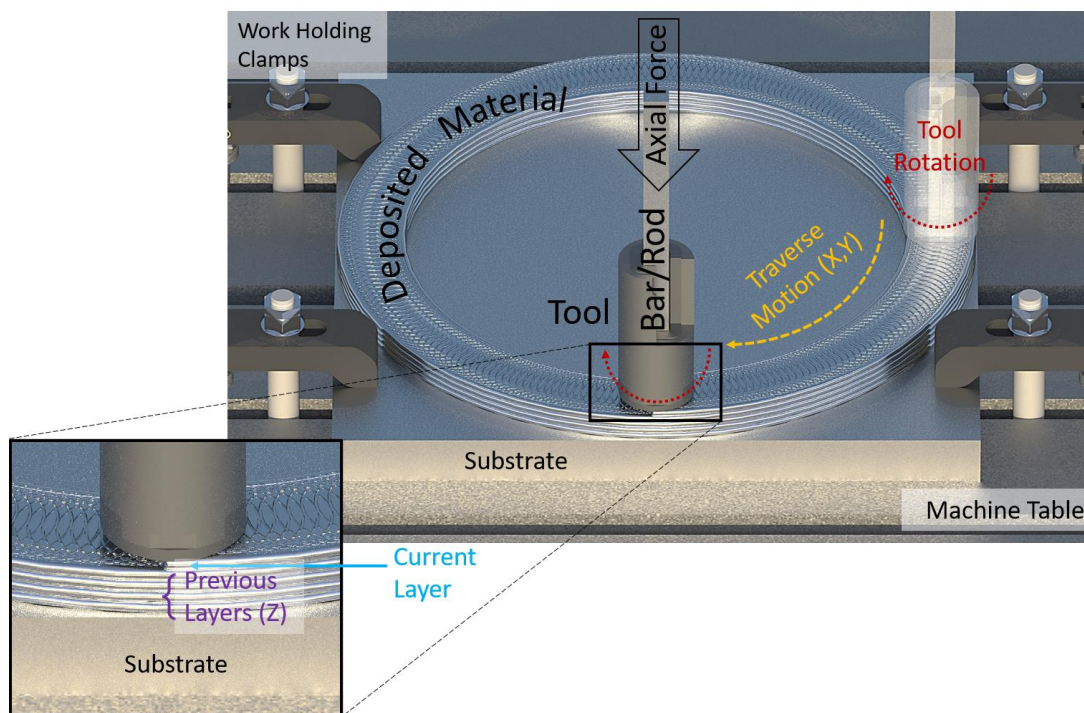 Work Holding
Clamps
Deposited Material
Axial Force
Bar/Rod
Tool
Tool
Rotation
Traverse
Motion (X,Y)
Substrate
Machine Table
Current
Layer
Previous
Layers (Z)
Substrate